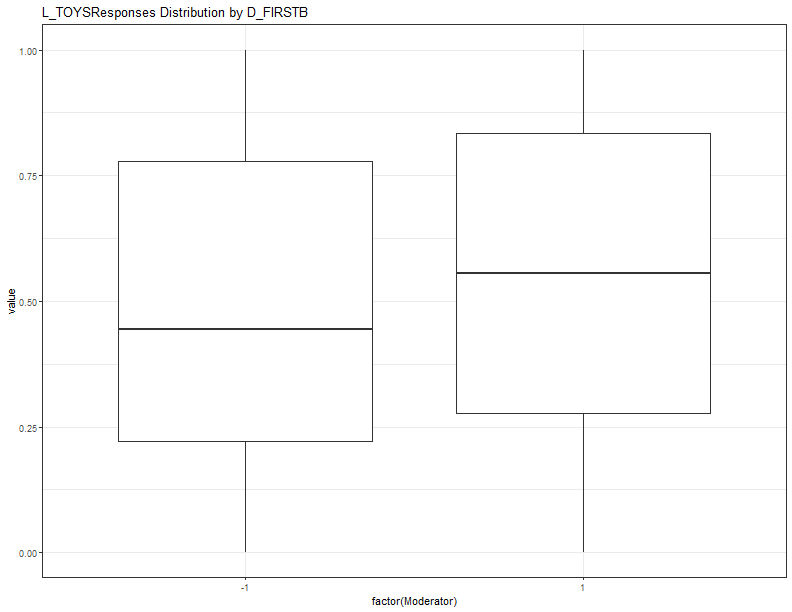 L_TOYSResponses Distribution by D_FIRSTB
1.00
0.75
value
0.50
0.25
0.00
-1
1
factor(Moderator)